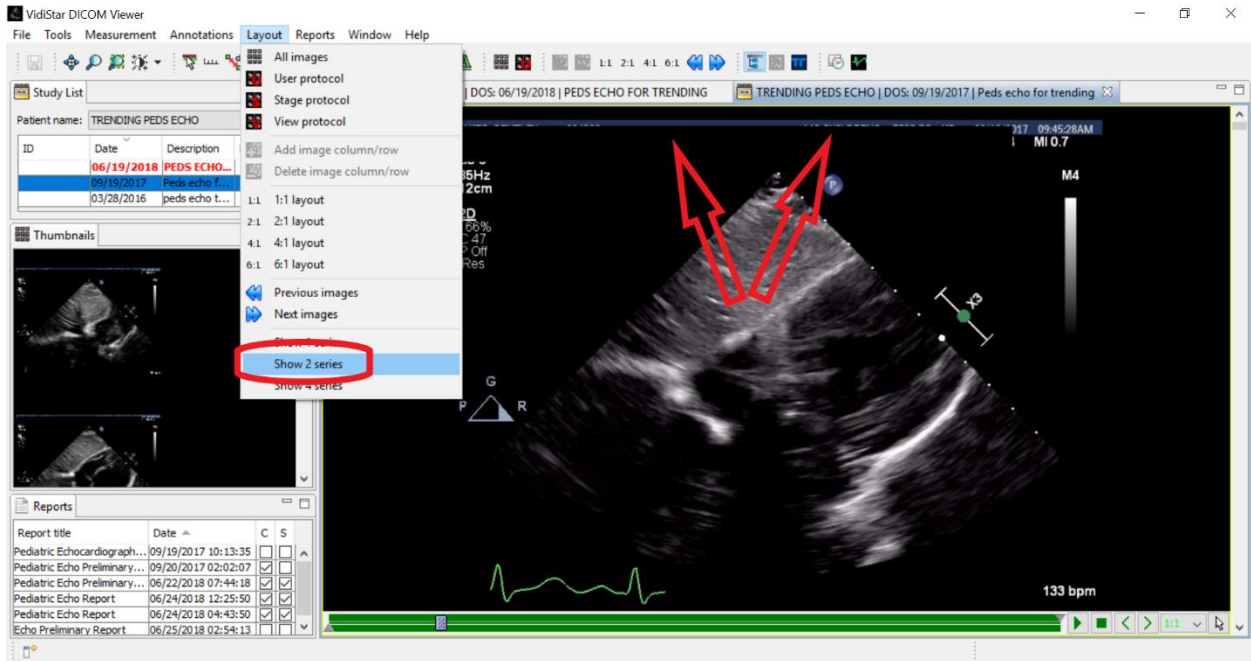 VidiStar DICOM Viewer
File Tools Measurement Annotations Layout Reports Window Help
1:1 2:1 4:1 6:1
All images
User protocol
Stage protocol
View protocol
Add image column/row
Delete image column/row
1:1 1:1 layout
2:1 2:1 layout
4:1 4:1 layout
6:1 6:1 layout
Previous images
Next images
Show 2 series
Show 4 series
Study List
Patient name: TRENDING PEDS ECHO
ID Date Description
06/19/2018 PEDS ECHO...
09/19/2017 Peds echo f...
03/28/2016 peds echo t...
Thumbnails
Reports
Report title Date C S
Pediatric Echocardiograph... 09/19/2017 10:13:35
Pediatric Echo Preliminary... 09/20/2017 02:02:07
Pediatric Echo Preliminary... 06/22/2018 07:44:18
Pediatric Echo Report 06/24/2018 12:25:50
Pediatric Echo Report 06/24/2018 04:43:50
Echo Preliminary Report 06/25/2018 02:54:13
| DOS: 06/19/2018 | PEDS ECHO FOR TRENDING
TRENDING PEDS ECHO | DOS: 09/19/2017 | Peds echo for trending
09:45:28AM
MI 0.7
M4
2D
66%
C 47
P Off
Res
P
X3
G
P R
133 bpm
1:1